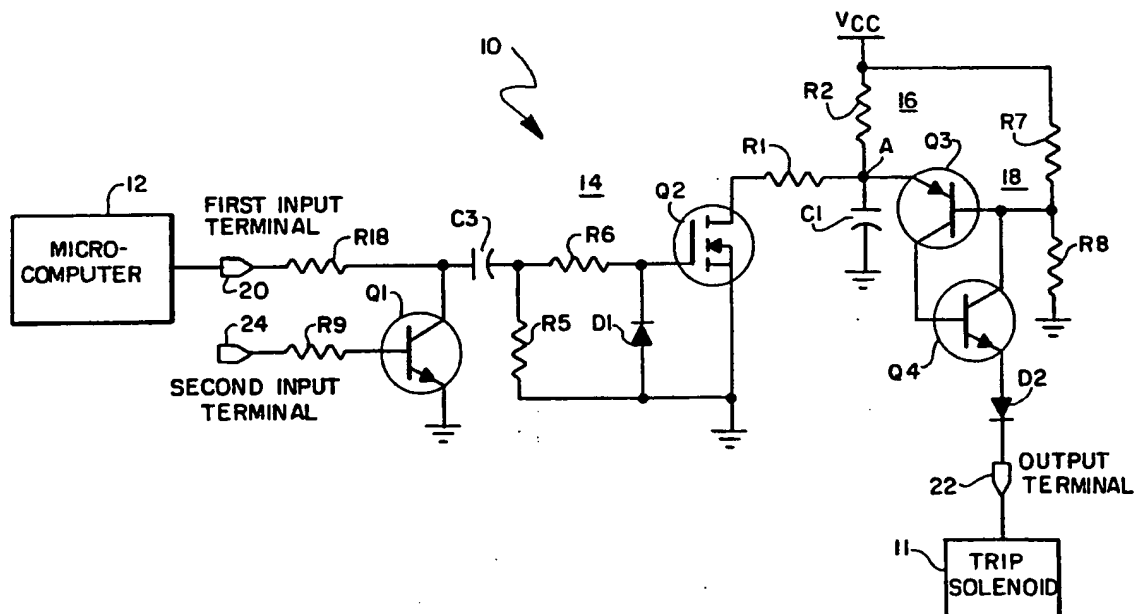 10
VCC
R2
16
R7
12
MICRO-
COMPUTER
FIRST INPUT
TERMINAL
20
R18
24
R9
SECOND INPUT
TERMINAL
Q1
C3
14
R6
R5
D1
Q2
R1
A
C1
Q3
18
R8
Q4
D2
22
OUTPUT
TERMINAL
11
TRIP
SOLENOID